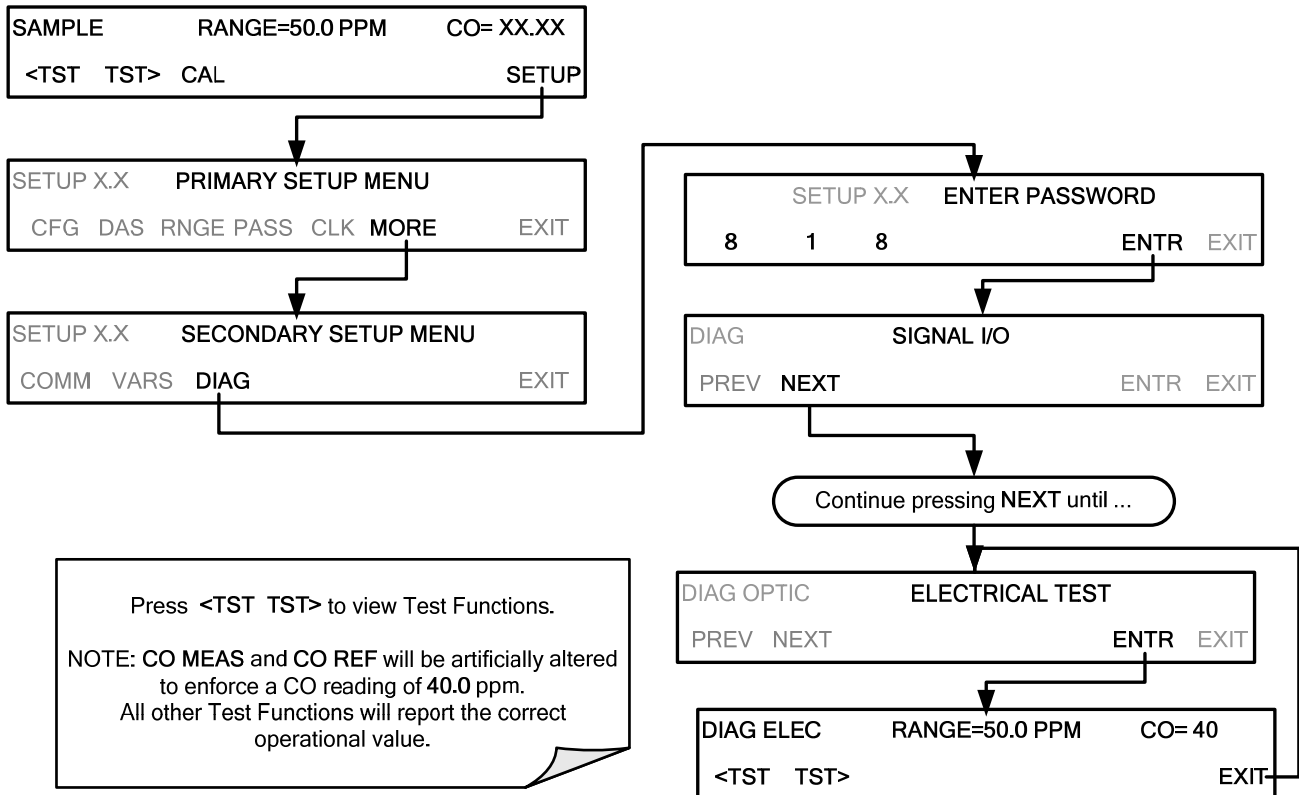 SAMPLE RANGE=50.0 PPM CO= XX.XX
<TST TST> CAL SETUP
SETUP X.X PRIMARY SETUP MENU
CFG DAS RNGE PASS CLK MORE EXIT
SETUP X.X SECONDARY SETUP MENU
COMM VARS DIAG EXIT
SETUP X.X ENTER PASSWORD
8 1 8 ENTR EXIT
DIAG SIGNAL I/O
PREV NEXT ENTR EXIT
Continue pressing NEXT until ...
DIAG OPTIC ELECTRICAL TEST
PREV NEXT ENTR EXIT
DIAG ELEC RANGE=50.0 PPM CO= 40
<TST TST> EXIT
Press <TST TST> to view Test Functions.
NOTE: CO MEAS and CO REF will be artificially altered
to enforce a CO reading of 40.0 ppm.
All other Test Functions will report the correct
operational value.